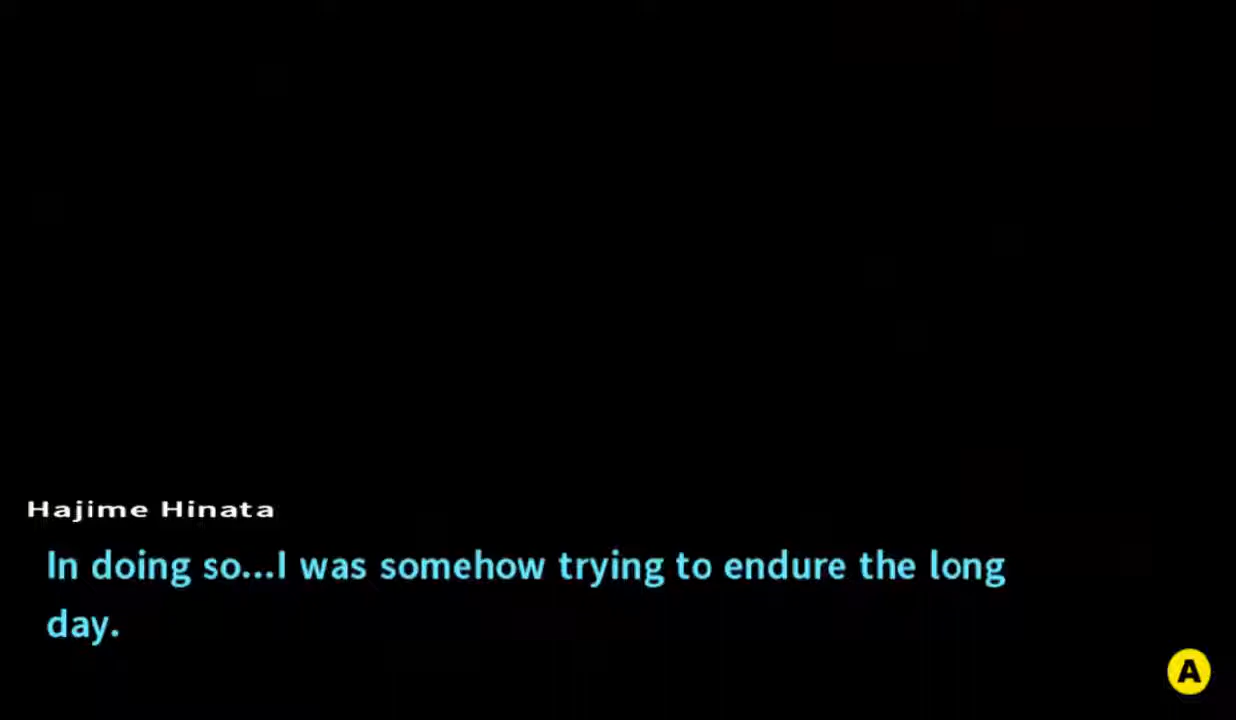 Hajime Hinata
In doing so...I was somehow trying to endure the long
day.
A